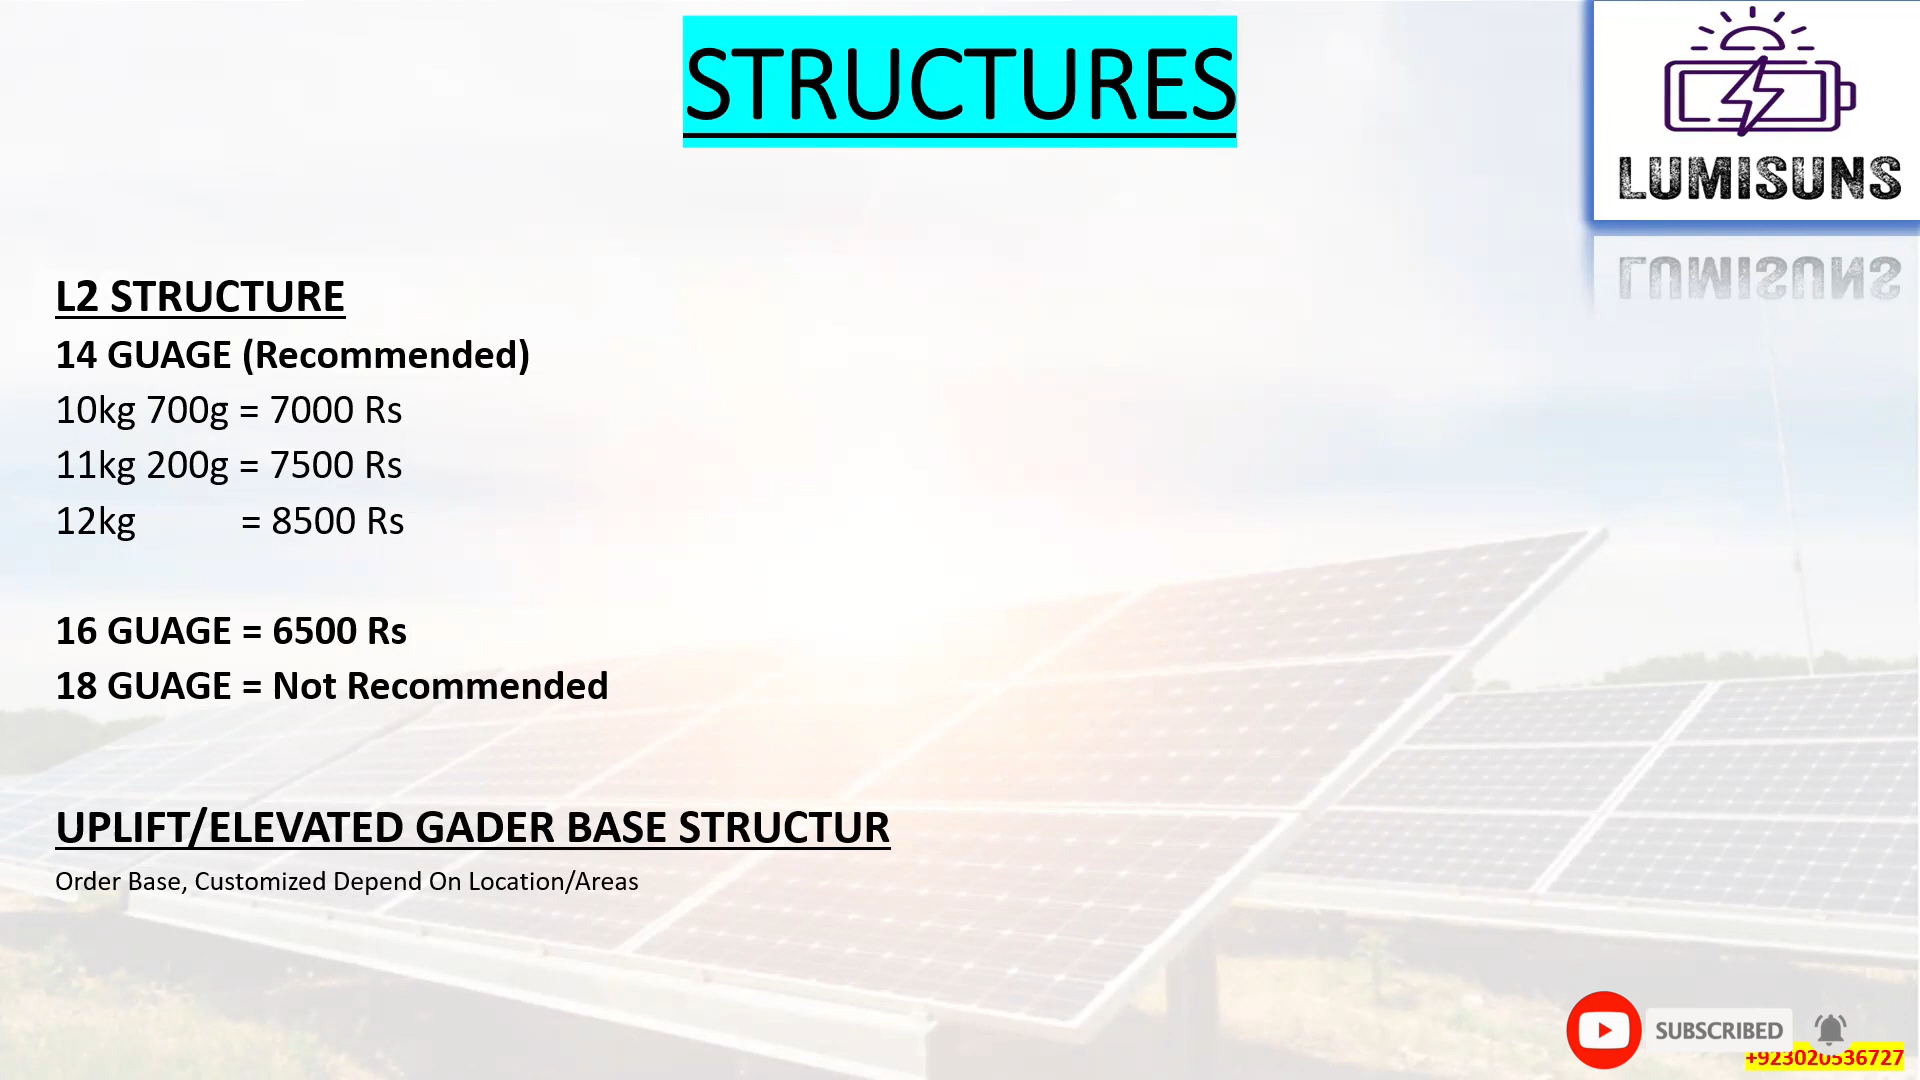 STRUCTURES
LUMISUNS
L2 STRUCTURE
14 GUAGE (Recommended)
10kg 700g = 7000 Rs
11kg 200g = 7500 Rs
12kg = 8500 Rs
16 GUAGE = 6500 Rs
18 GUAGE = Not Recommended
UPLIFT/ELEVATED GADER BASE STRUCTUR
Order Base, Customized Depend On Location/Areas
SUBSCRIBED
+923020536727